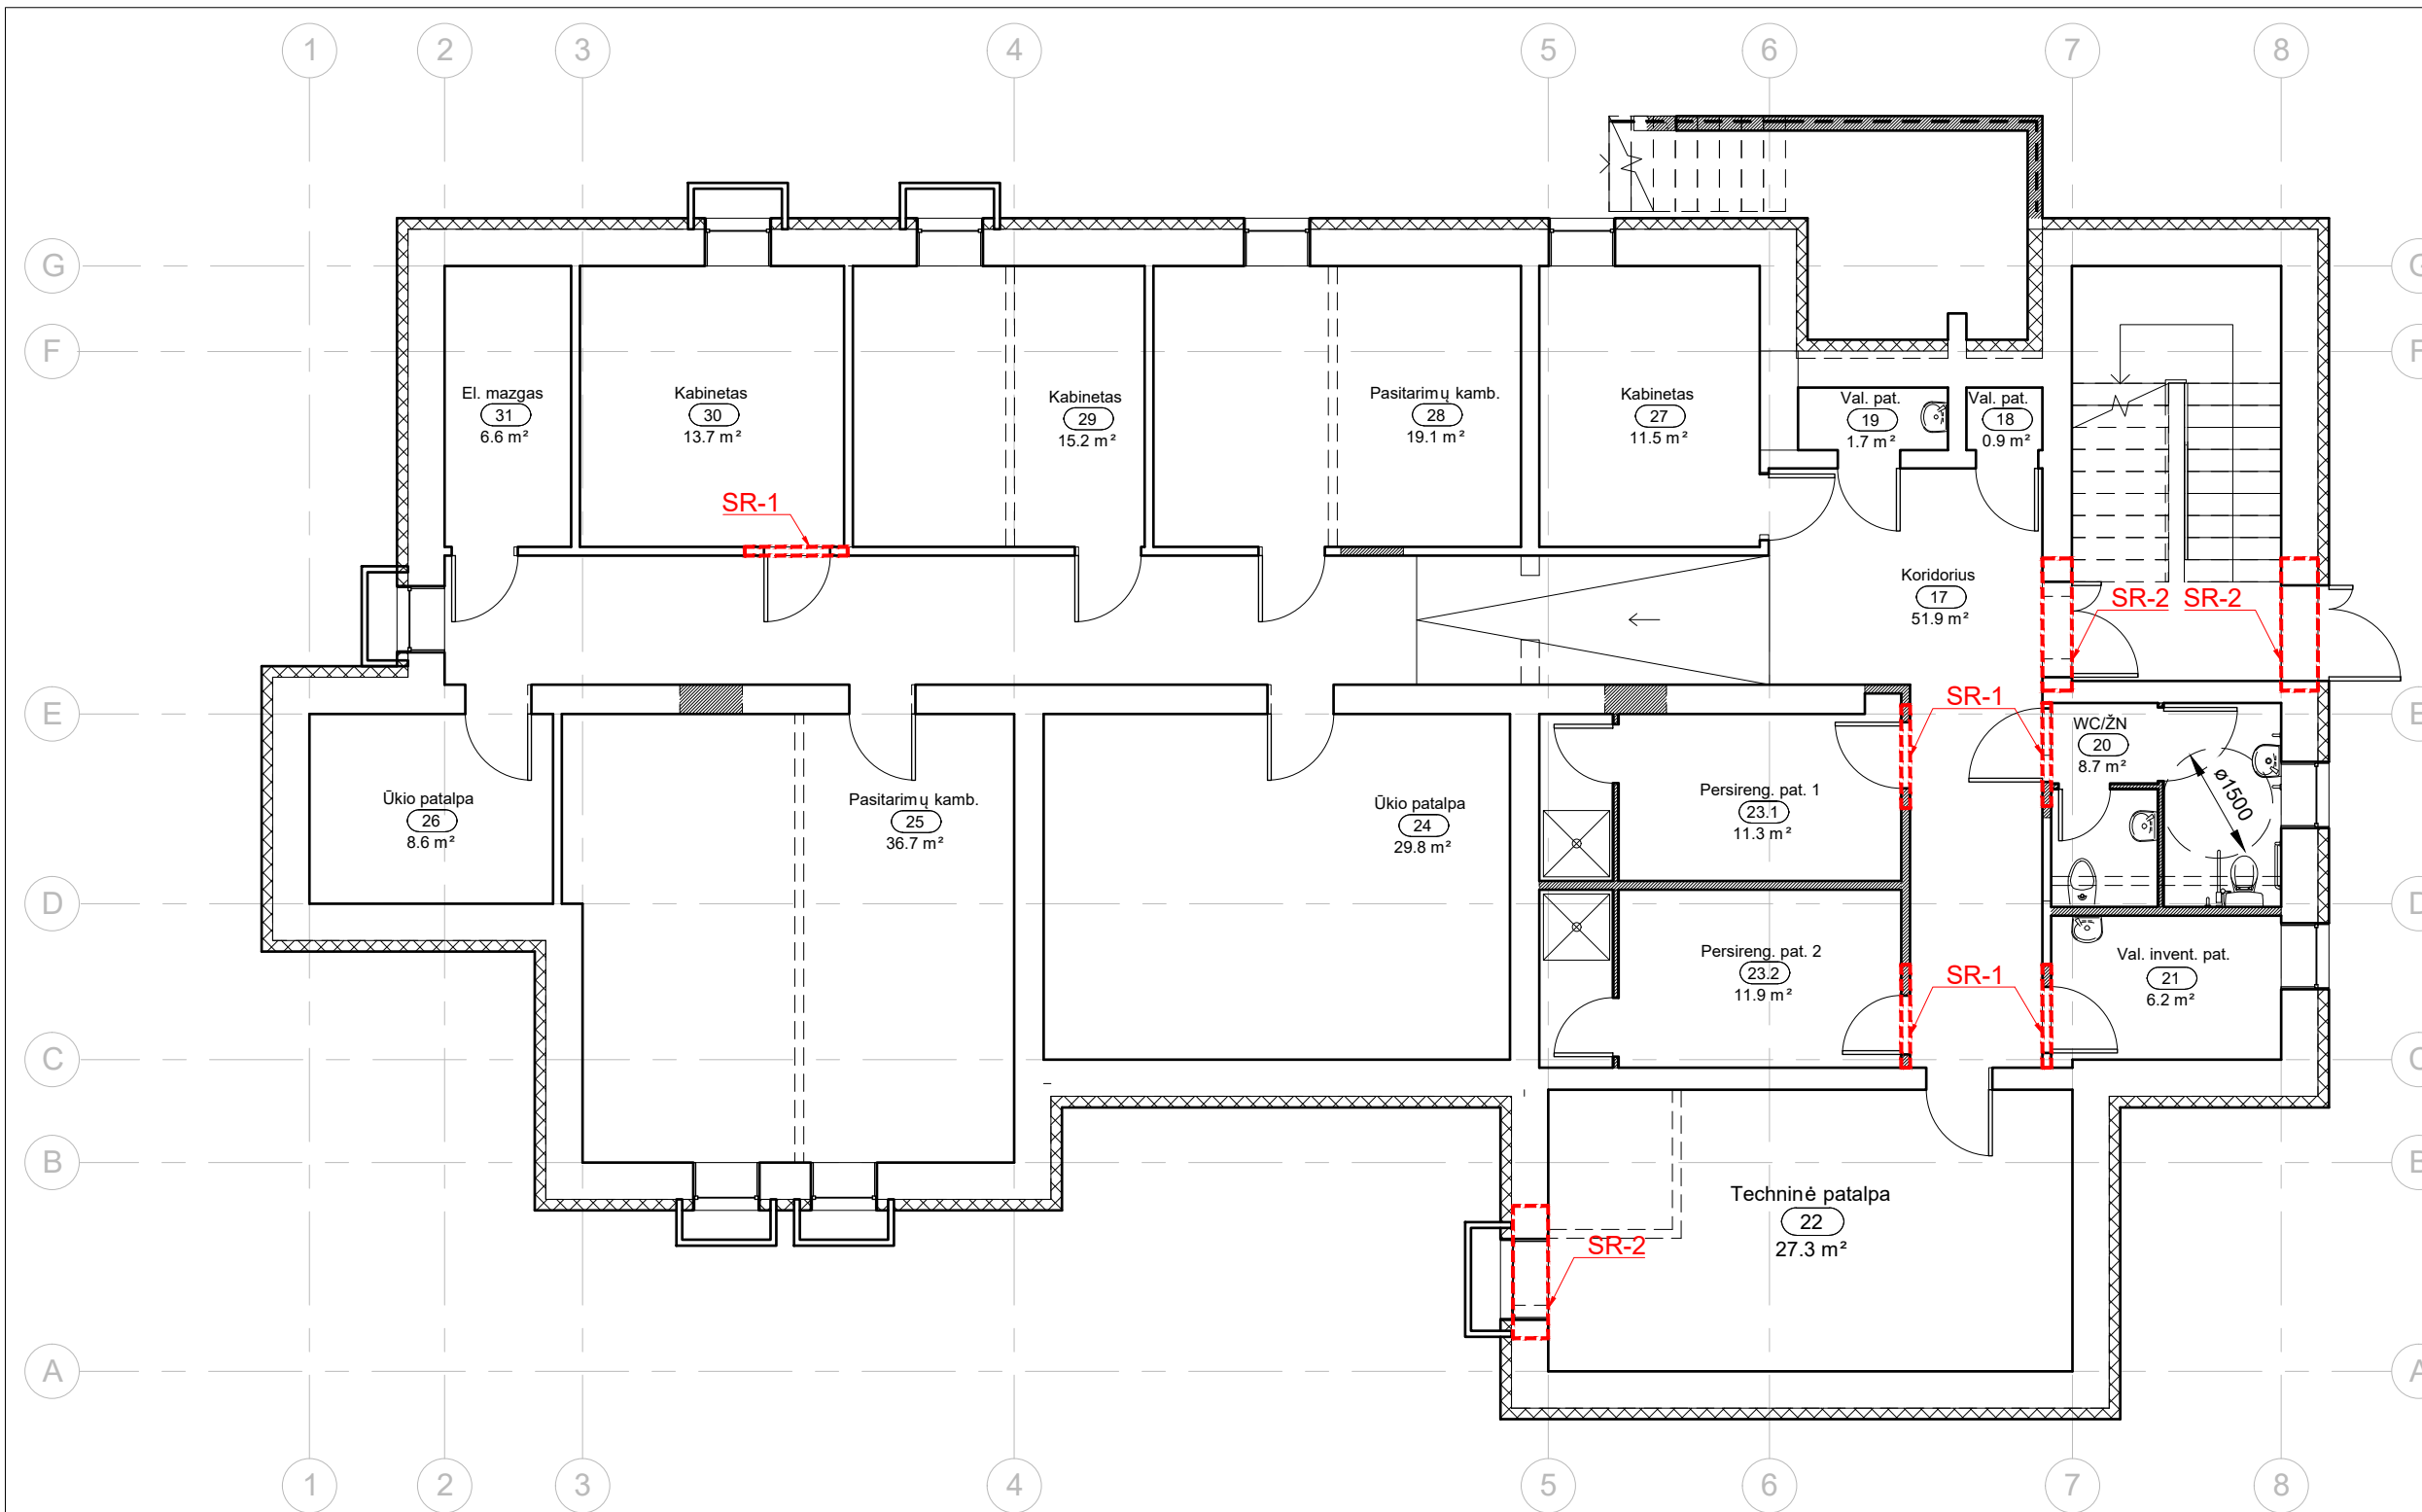 1 2 3 4 5 6 7 8
G G
F F
El. mazgas
31
6.6 m²
Kabinetas
30
13.7 m²
Kabinetas
29
15.2 m²
Pasitarimų kamb.
28
19.1 m²
Kabinetas
27
11.5 m²
Val. pat.
19
1.7 m²
Val. pat.
18
0.9 m²
SR-1
Koridorius
17
51.9 m²
SR-2 SR-2
E E
SR-1
WC/ŽN
20
8.7 m²
ø1500
Ūkio patalpa
26
8.6 m²
Pasitarimų kamb.
25
36.7 m²
Ūkio patalpa
24
29.8 m²
Persireng. pat. 1
23.1
11.3 m²
D D
Persireng. pat. 2
23.2
11.9 m²
SR-1
Val. invent. pat.
21
6.2 m²
C C
B B
Techninė patalpa
22
27.3 m²
SR-2
A A
1 2 3 4 5 6 7 8